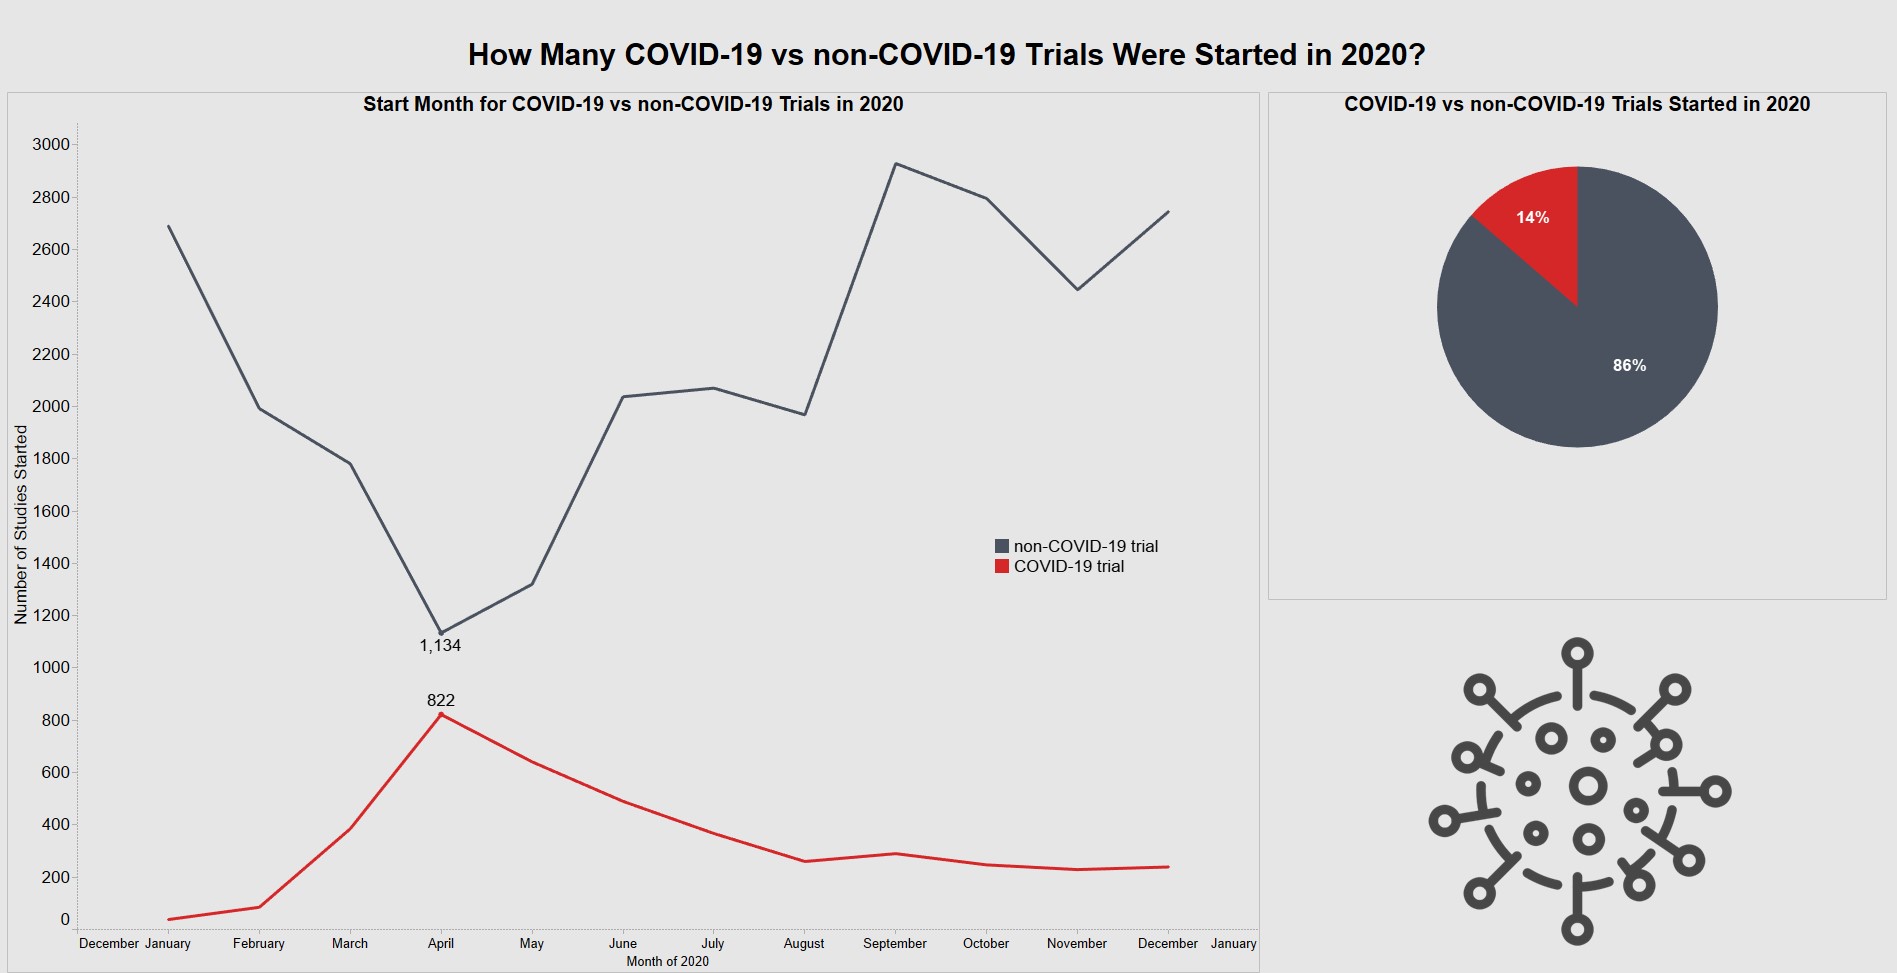 How Many COVID-19 vs non-COVID-19 Trials Were Started in 2020?
Start Month for COVID-19 vs non-COVID-19 Trials in 2020
3000
2800
2600
2400
2200
2000
1800
1600
1400
1200
1000
800
600
400
200
0
Number of Studies Started
1,134
822
non-COVID-19 trial
COVID-19 trial
December January February March April May June July August September October November December January
Month of 2020
COVID-19 vs non-COVID-19 Trials Started in 2020
14%
86%